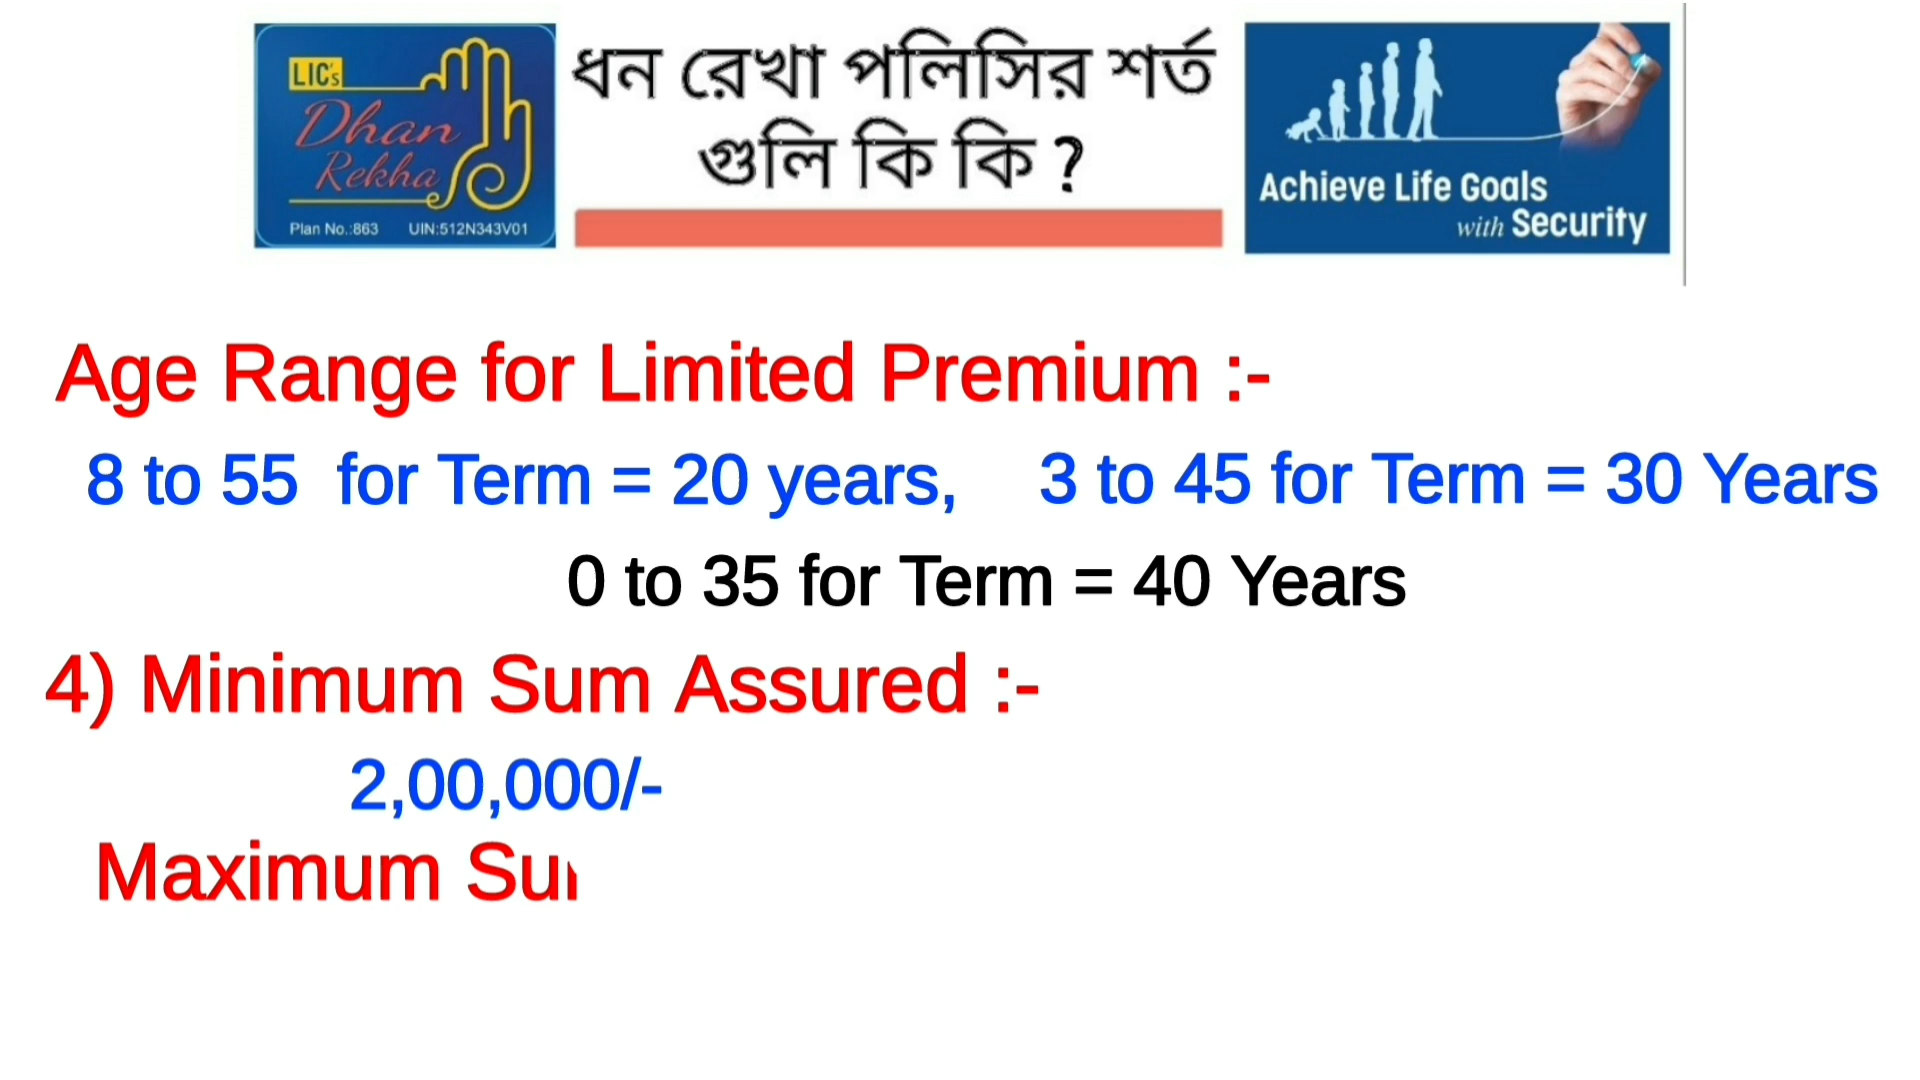 LIC's
Dhan
Rekha
Plan No.:863 UIN:512N343V01
ধন রেখা পলিসির শর্ত
গুলি কি কি ?
Achieve Life Goals
with Security
Age Range for Limited Premium :-
8 to 55 for Term = 20 years, 3 to 45 for Term = 30 Years
0 to 35 for Term = 40 Years
4) Minimum Sum Assured :-
2,00,000/-
Maximum